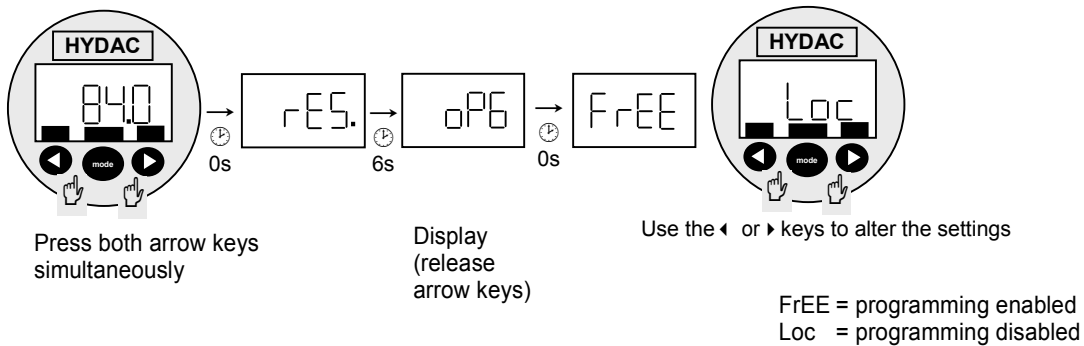 HYDAC
84.0
mode
Press both arrow keys
simultaneously
0s
rES.
6s
oPG
Display
(release
arrow keys)
0s
FrEE
HYDAC
Loc
mode
Use the ◂ or ▸ keys to alter the settings
FrEE = programming enabled
Loc = programming disabled